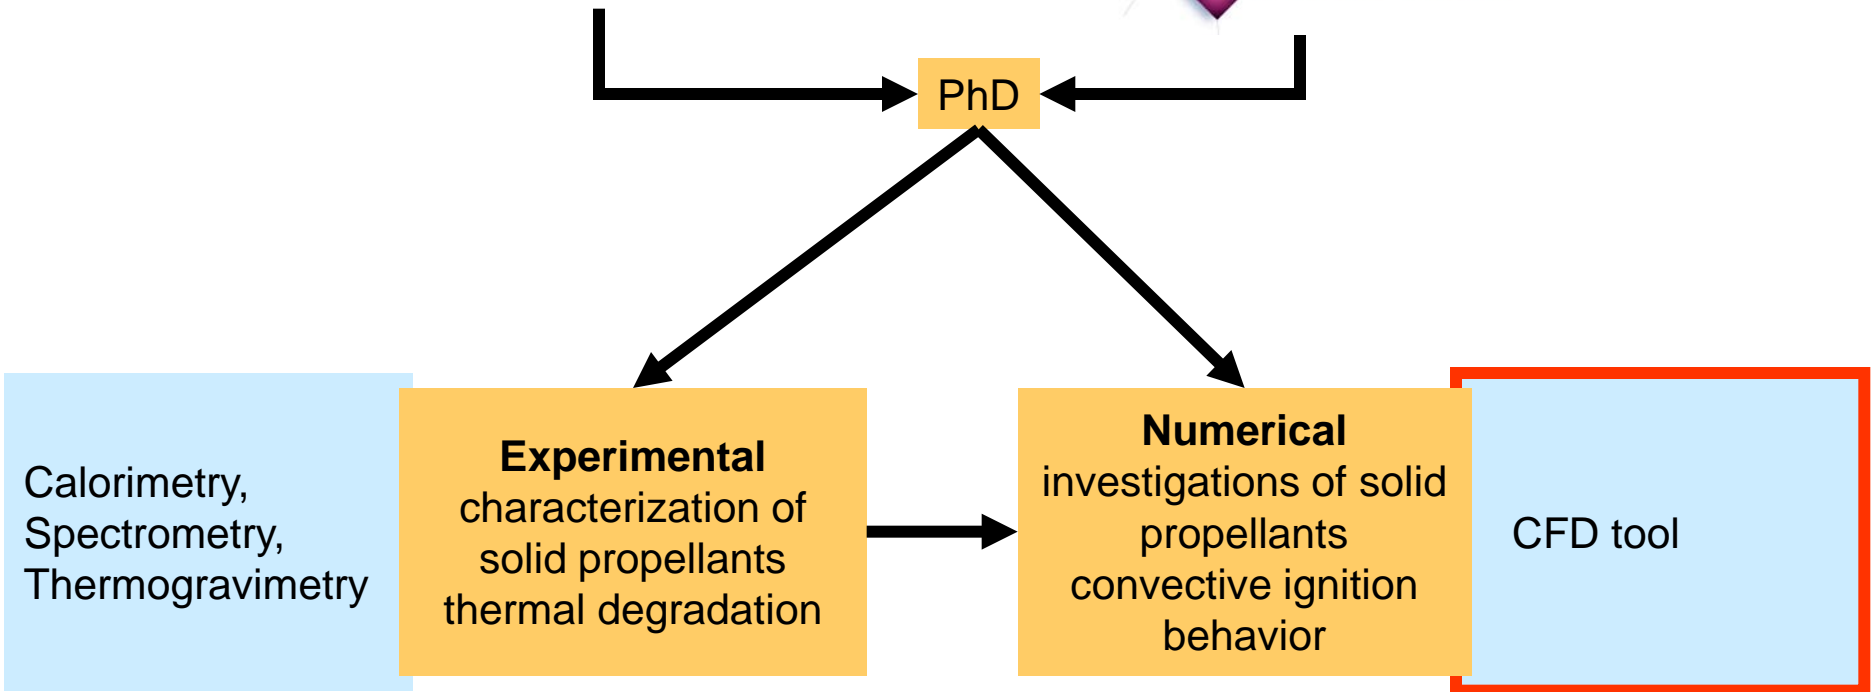 PhD
Calorimetry,
Spectrometry,
Thermogravimetry
Experimental
characterization of
solid propellants
thermal degradation
Numerical
investigations of solid
propellants
convective ignition
behavior
CFD tool